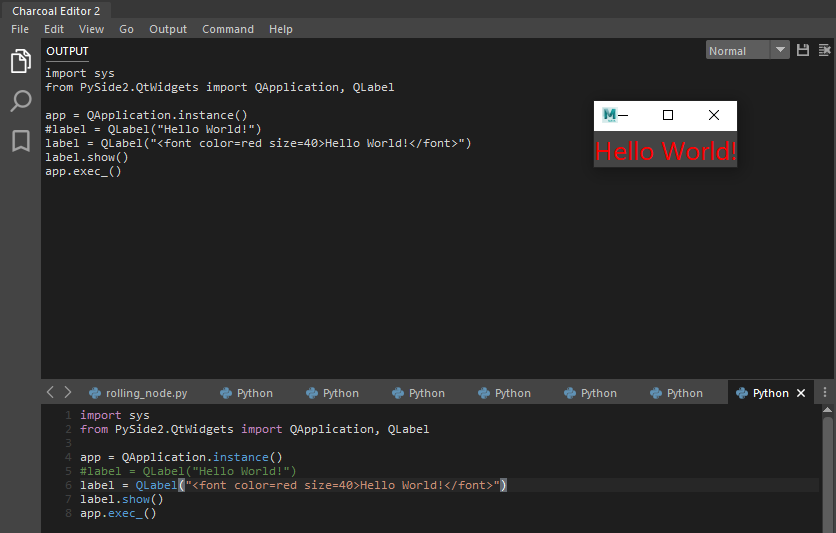 Charcoal Editor 2
File Edit View Go Output Command Help
OUTPUT
Normal
import sys
from PySide2.QtWidgets import QApplication, QLabel
app = QApplication.instance()
#label = QLabel("Hello World!")
label = QLabel("<font color=red size=40>Hello World!</font>")
label.show()
app.exec_()
M
Hello World!
rolling_node.py Python Python Python Python Python Python Python
1 import sys
2 from PySide2.QtWidgets import QApplication, QLabel
3
4 app = QApplication.instance()
5 #label = QLabel("Hello World!")
6 label = QLabel("<font color=red size=40>Hello World!</font>")
7 label.show()
8 app.exec_()